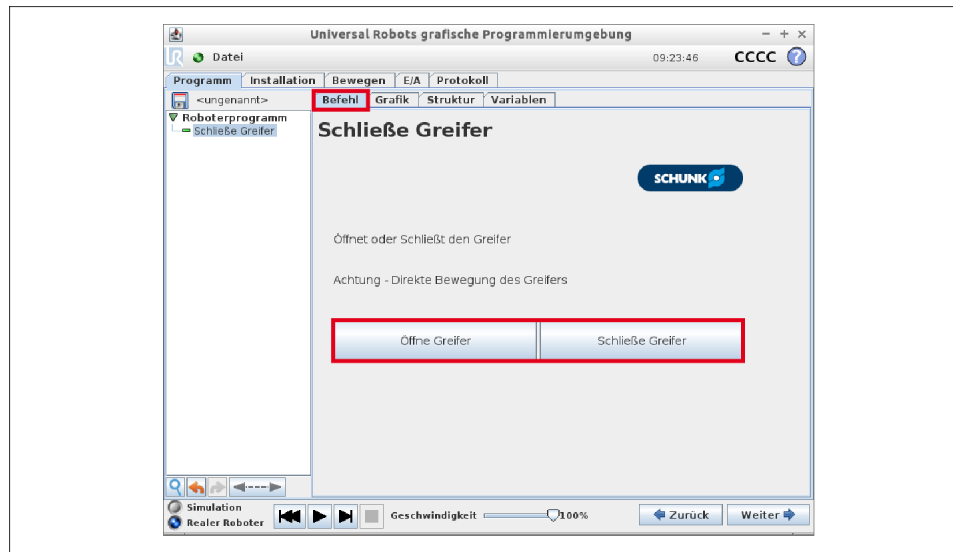 Universal Robots grafische Programmierumgebung
Datei
09:23:46
CCCC
?
Programm Installation Bewegen E/A Protokoll
<ungenannt>
Befehl Grafik Struktur Variablen
Roboterprogramm
Schließe Greifer
Schließe Greifer
SCHUNK
Öffnet oder Schließt den Greifer
Achtung - Direkte Bewegung des Greifers
Öffne Greifer
Schließe Greifer
Simulation
Realer Roboter
Geschwindigkeit
100%
Zurück
Weiter